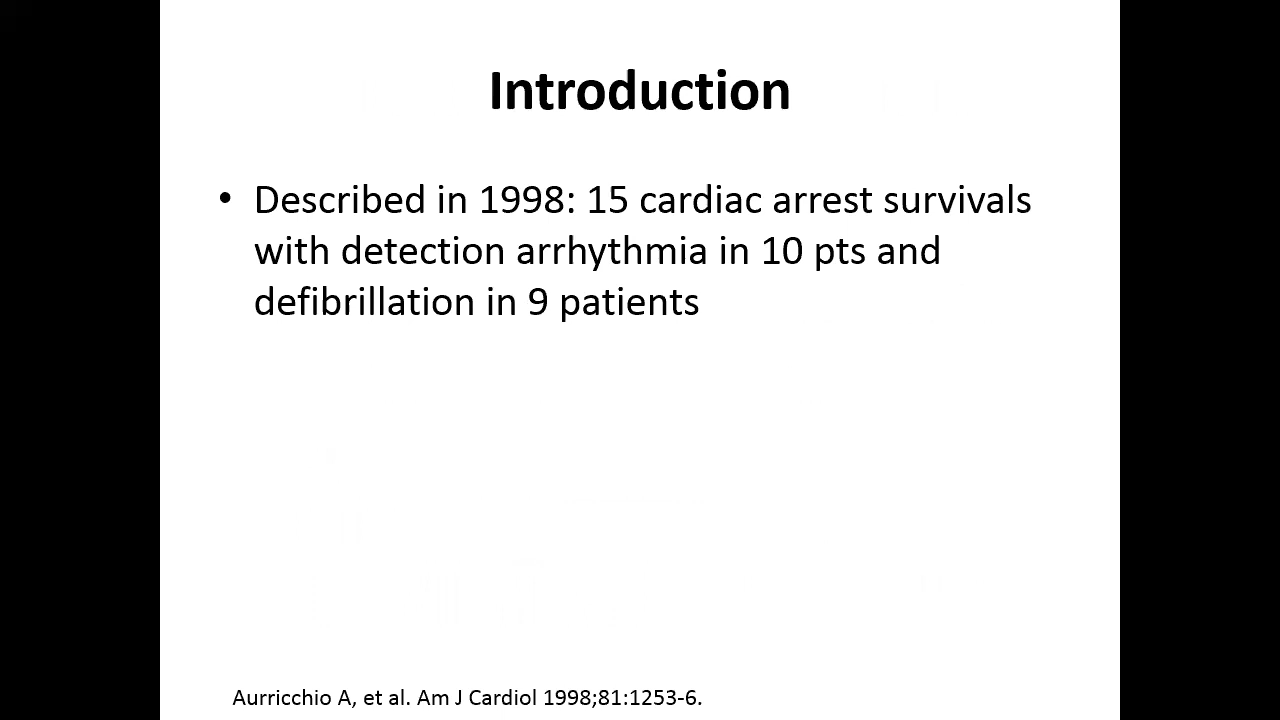 Introduction
• Described in 1998: 15 cardiac arrest survivals
with detection arrhythmia in 10 pts and
defibrillation in 9 patients
Aurricchio A, et al. Am J Cardiol 1998;81:1253-6.